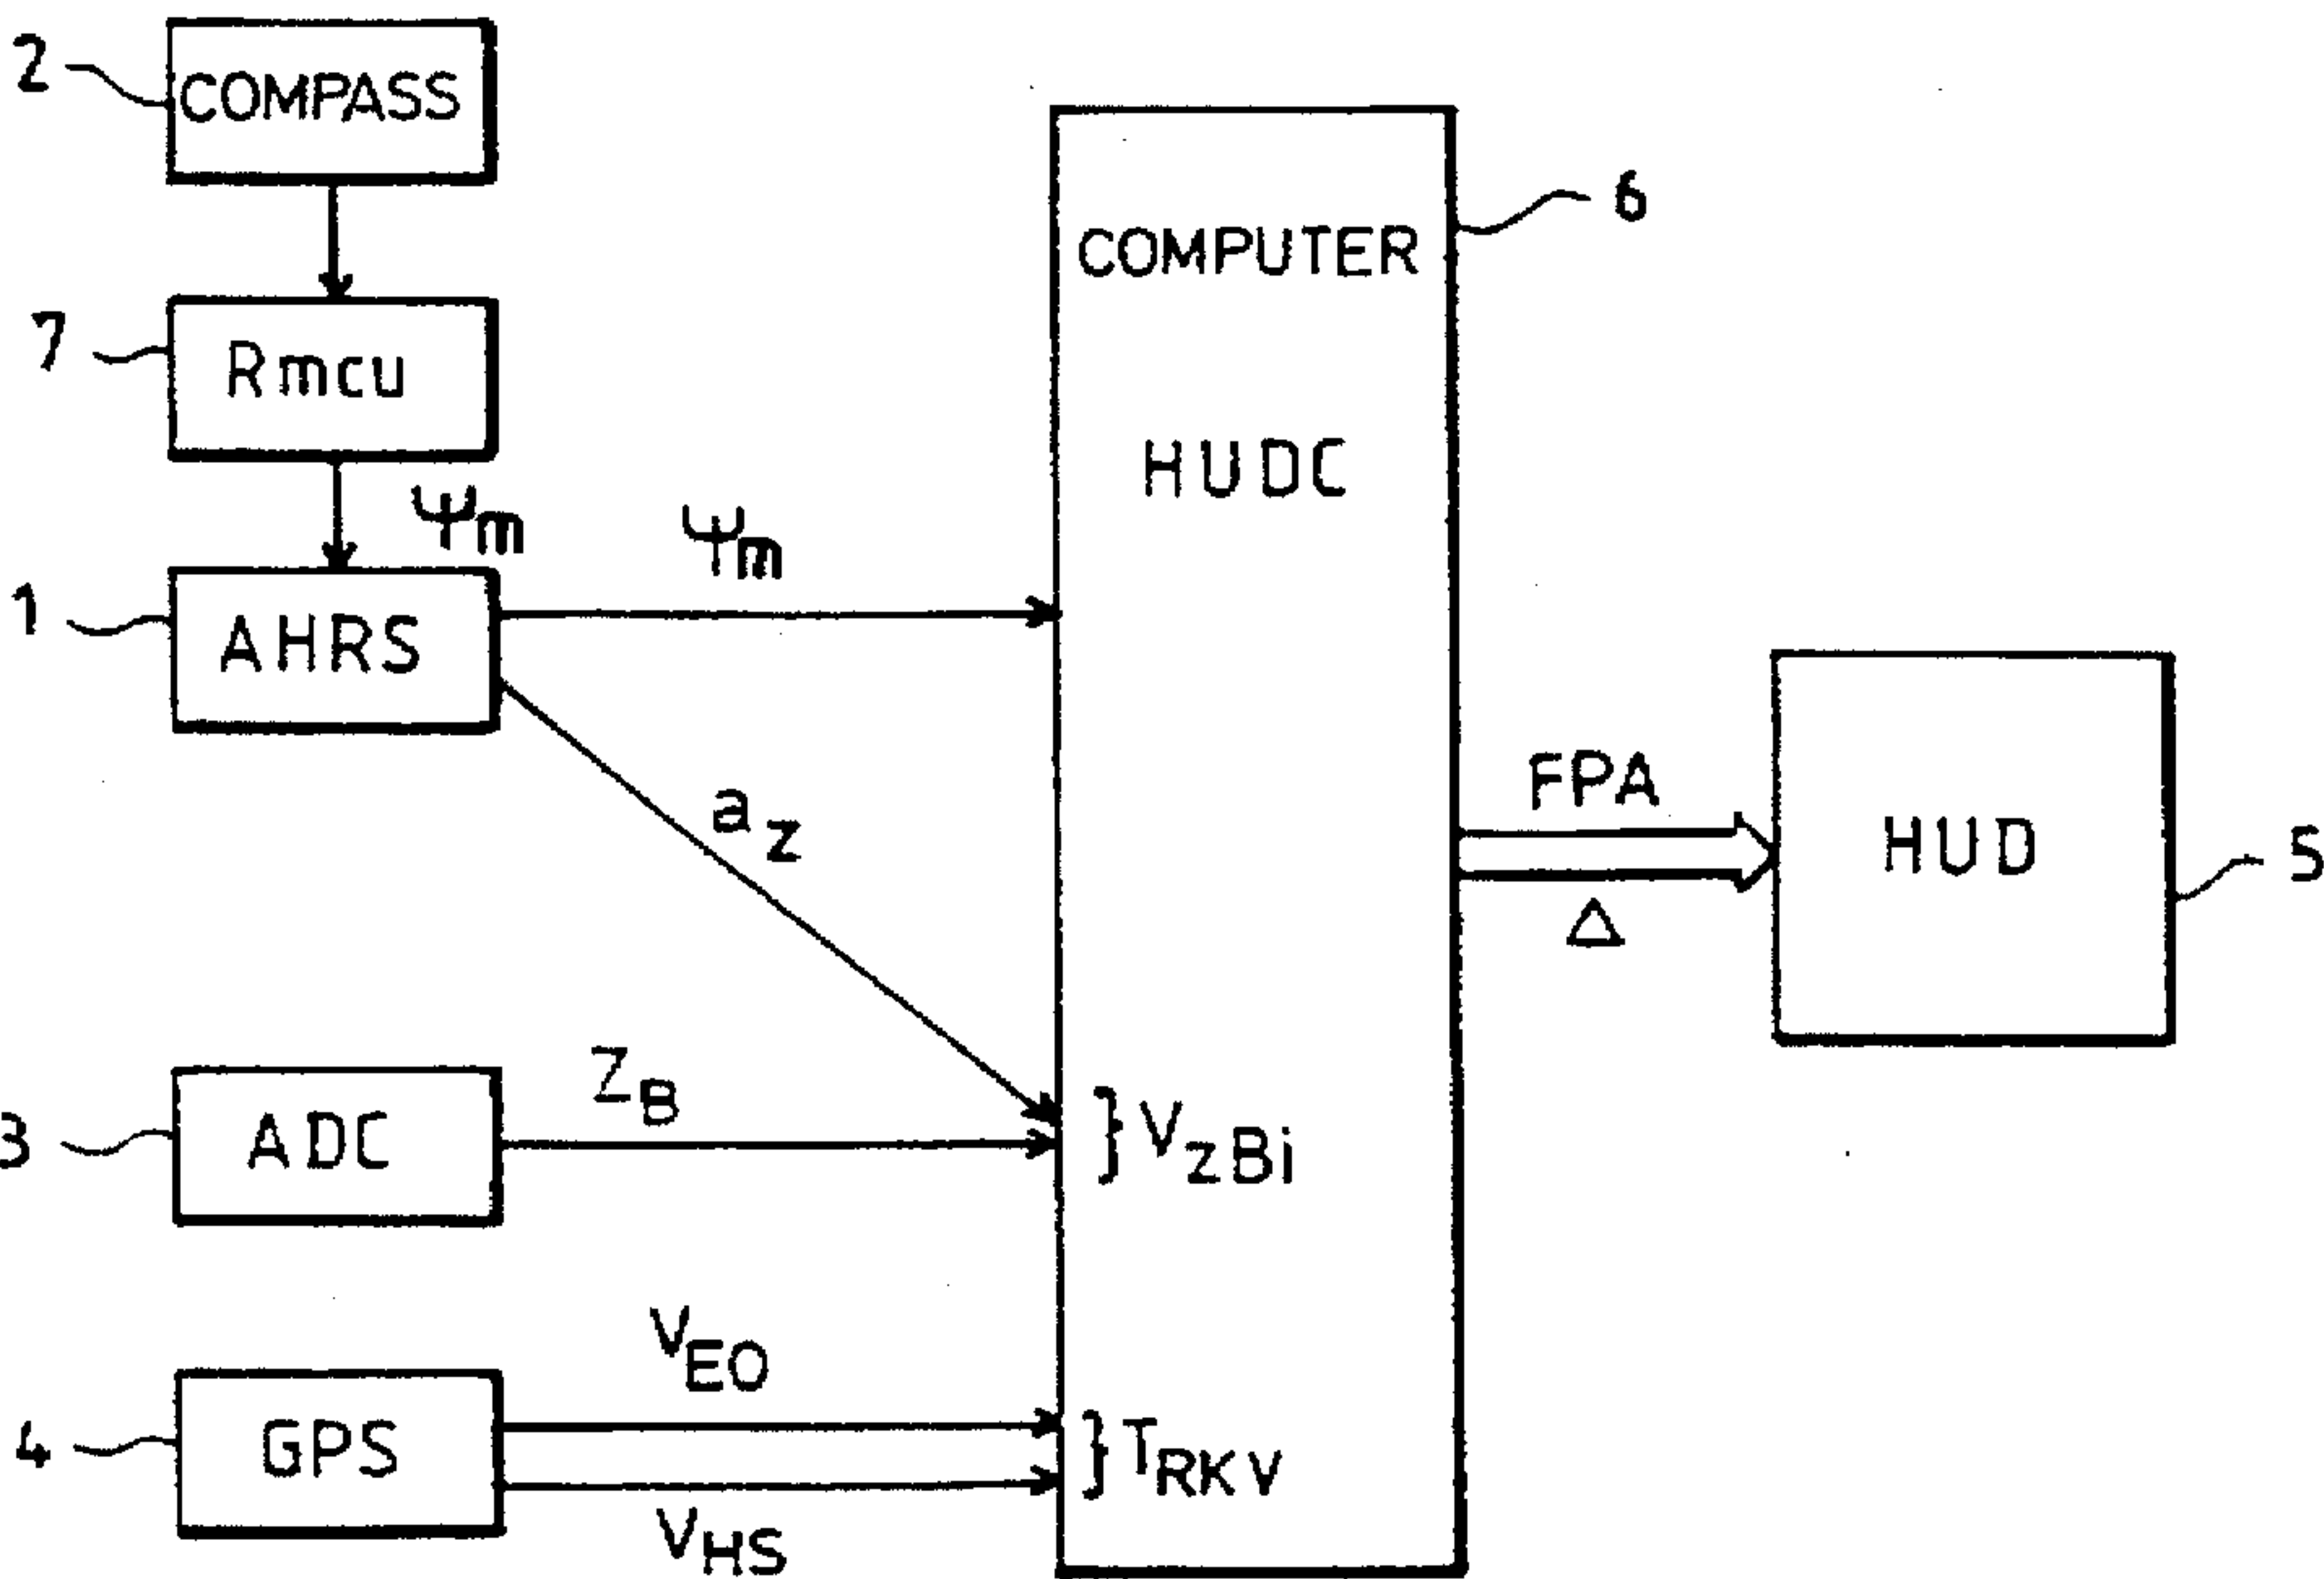 2
COMPASS
7
Rmcu
Ψm
1
AHRS
Ψm
az
3
ADC
ZB
4
GPS
VEO
VHS
COMPUTER
HUDC
6
} VzBi
} TRKV
FPA
Δ
HUD
5